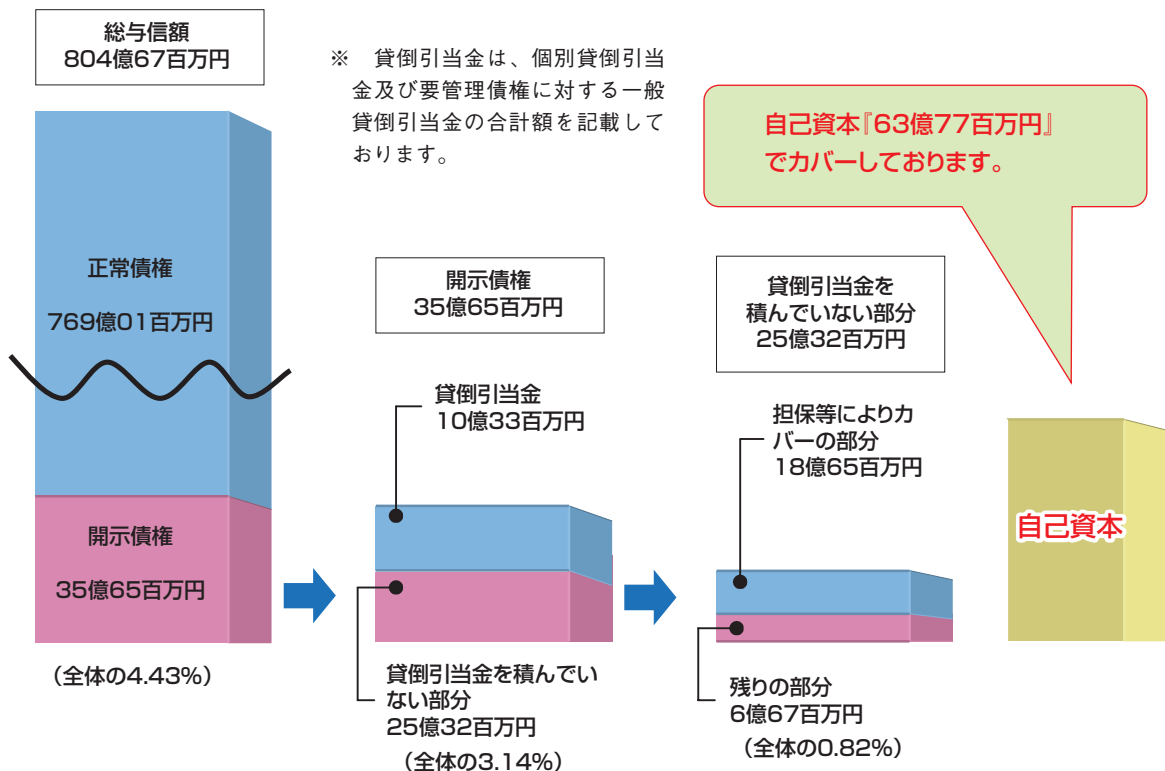 総与信額
804億67百万円
※　貸倒引当金は、個別貸倒引当
金及び要管理債権に対する一般
貸倒引当金の合計額を記載して
おります。
自己資本『63億77百万円』
でカバーしております。
正常債権
769億01百万円
開示債権
35億65百万円
(全体の4.43%)
開示債権
35億65百万円
貸倒引当金
10億33百万円
貸倒引当金を積んでい
ない部分
25億32百万円
(全体の3.14%)
貸倒引当金を
積んでいない部分
25億32百万円
担保等によりカ
バーの部分
18億65百万円
残りの部分
6億67百万円
(全体の0.82%)
自己資本